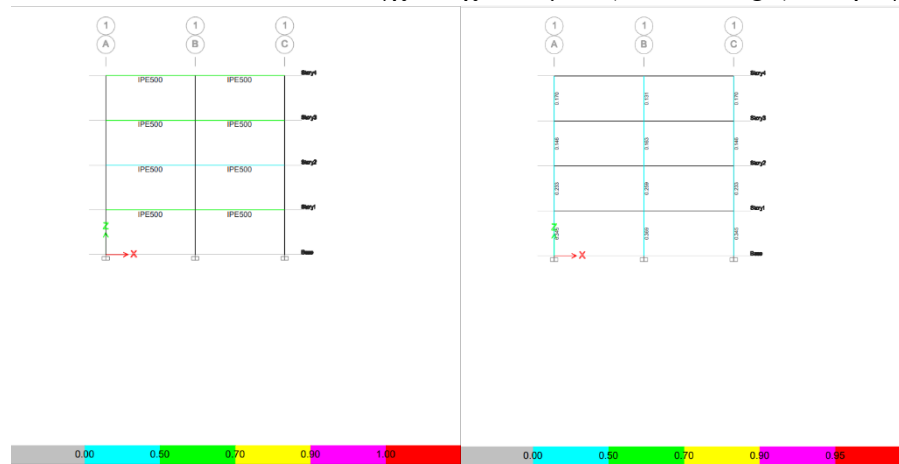 1 1 1
A B C
Story4
IPE500 IPE500
Story3
IPE500 IPE500
Story2
IPE500 IPE500
Story1
IPE500 IPE500
Z
X
Base
0.00 0.50 0.70 0.90 1.00
1 1 1
A B C
Story4
0.170 0.131 0.170
Story3
0.146 0.163 0.146
Story2
0.233 0.259 0.233
Story1
0.345 0.369 0.345
Z
X
Base
0.00 0.50 0.70 0.90 0.95